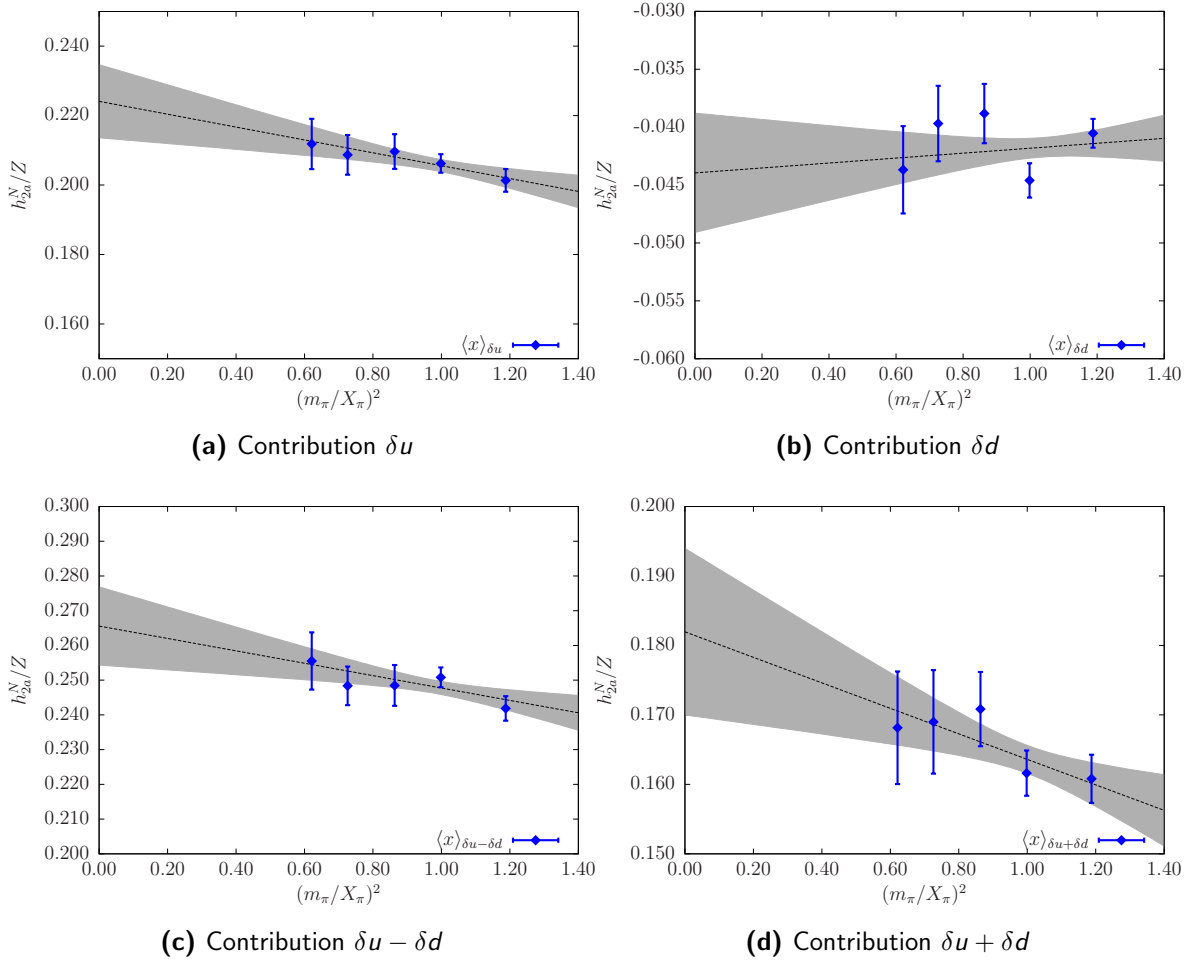 0.240
0.220
0.200
0.180
0.160
h^N_{2a}/Z
⟨x⟩_{δu}
0.00 0.20 0.40 0.60 0.80 1.00 1.20 1.40
(m_π/X_π)^2
(a) Contribution δu
-0.030
-0.035
-0.040
-0.045
-0.050
-0.055
-0.060
h^N_{2a}/Z
⟨x⟩_{δd}
0.00 0.20 0.40 0.60 0.80 1.00 1.20 1.40
(m_π/X_π)^2
(b) Contribution δd
0.300
0.290
0.280
0.270
0.260
0.250
0.240
0.230
0.220
0.210
0.200
h^N_{2a}/Z
⟨x⟩_{δu−δd}
0.00 0.20 0.40 0.60 0.80 1.00 1.20 1.40
(m_π/X_π)^2
(c) Contribution δu − δd
0.200
0.190
0.180
0.170
0.160
0.150
h^N_{2a}/Z
⟨x⟩_{δu+δd}
0.00 0.20 0.40 0.60 0.80 1.00 1.20 1.40
(m_π/X_π)^2
(d) Contribution δu + δd